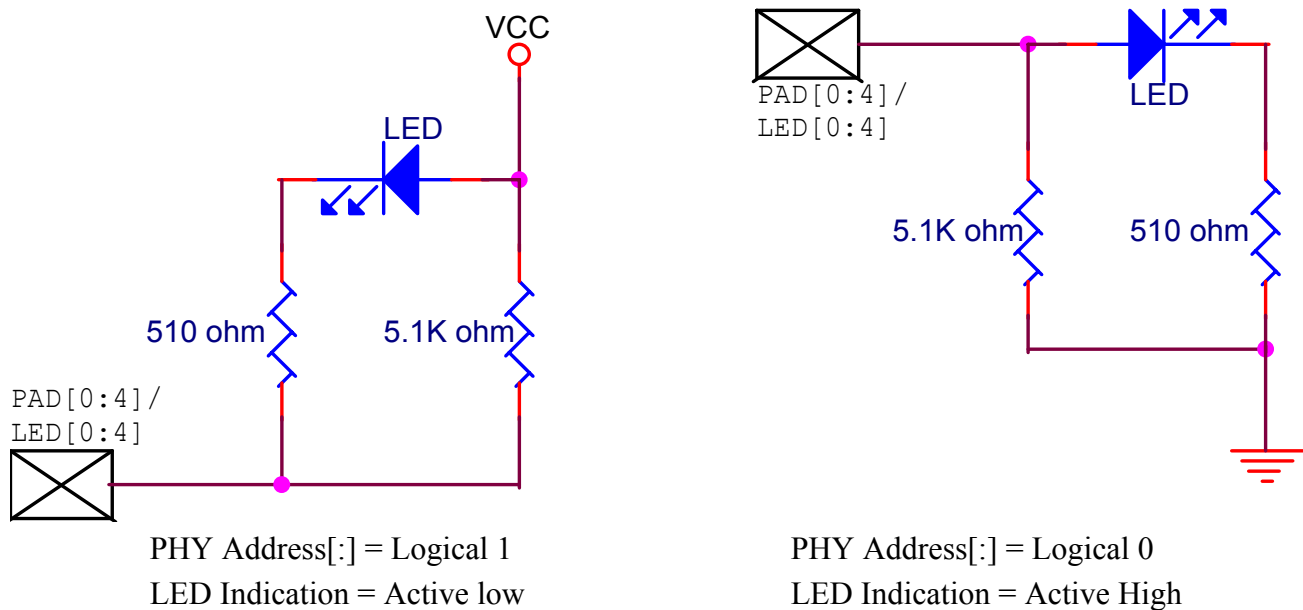 VCC
LED
510 ohm
5.1K ohm
PAD[0:4]/
LED[0:4]
PHY Address[:] = Logical 1
LED Indication = Active low
PAD[0:4]/
LED[0:4]
LED
5.1K ohm
510 ohm
PHY Address[:] = Logical 0
LED Indication = Active High